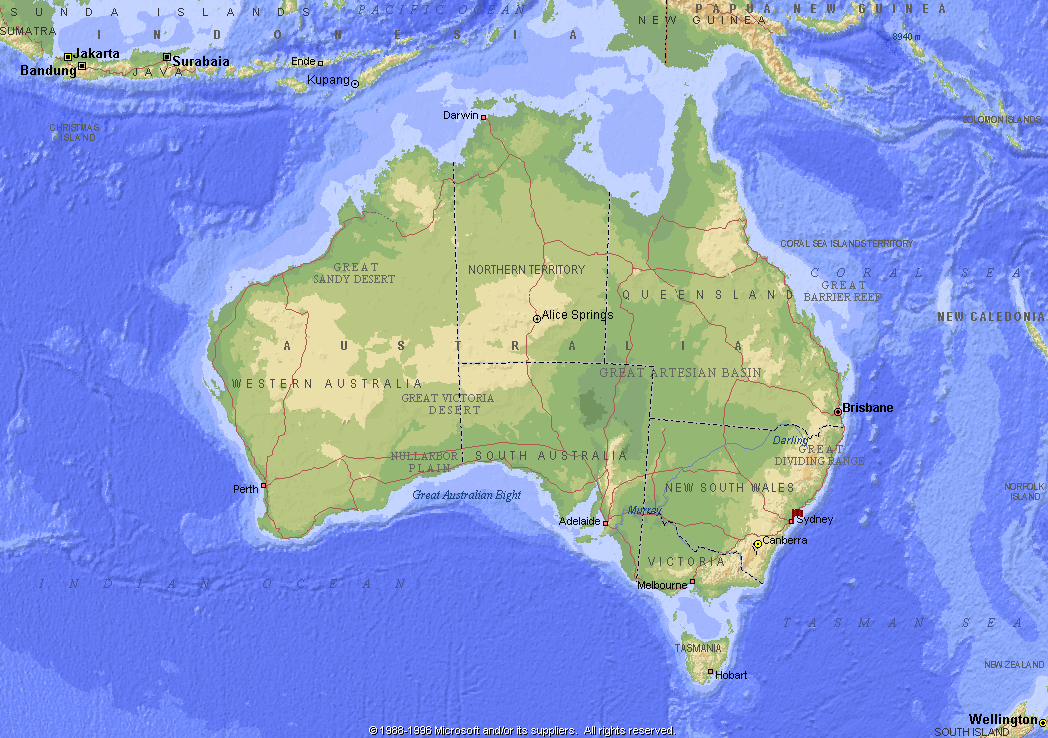 SUNDA ISLANDS
PACIFIC OCEAN
PAPUA NEW GUINEA
NEW GUINEA
SUMATRA
INDONESIA
8940 m
Jakarta
Bandung
JAVA
Surabaia
Ende
Kupang
CHRISTMAS
ISLAND
Darwin
SOLOMON ISLANDS
CORAL SEA ISLANDS TERRITORY
CORAL SEA
GREAT
BARRIER REEF
NEW CALEDONIA
GREAT
SANDY DESERT
NORTHERN TERRITORY
QUEENSLAND
Alice Springs
AUSTRALIA
WESTERN AUSTRALIA
GREAT ARTESIAN BASIN
GREAT VICTORIA
DESERT
Brisbane
Darling
GREAT
DIVIDING RANGE
NULLARBOR
PLAIN
SOUTH AUSTRALIA
Perth
Great Australian Bight
NEW SOUTH WALES
NORFOLK
ISLAND
Adelaide
Murray
Sydney
Canberra
VICTORIA
Melbourne
INDIAN OCEAN
TASMAN SEA
TASMANIA
Hobart
NEW ZEALAND
Wellington
SOUTH ISLAND
©1988-1996 Microsoft and/or its suppliers. All rights reserved.